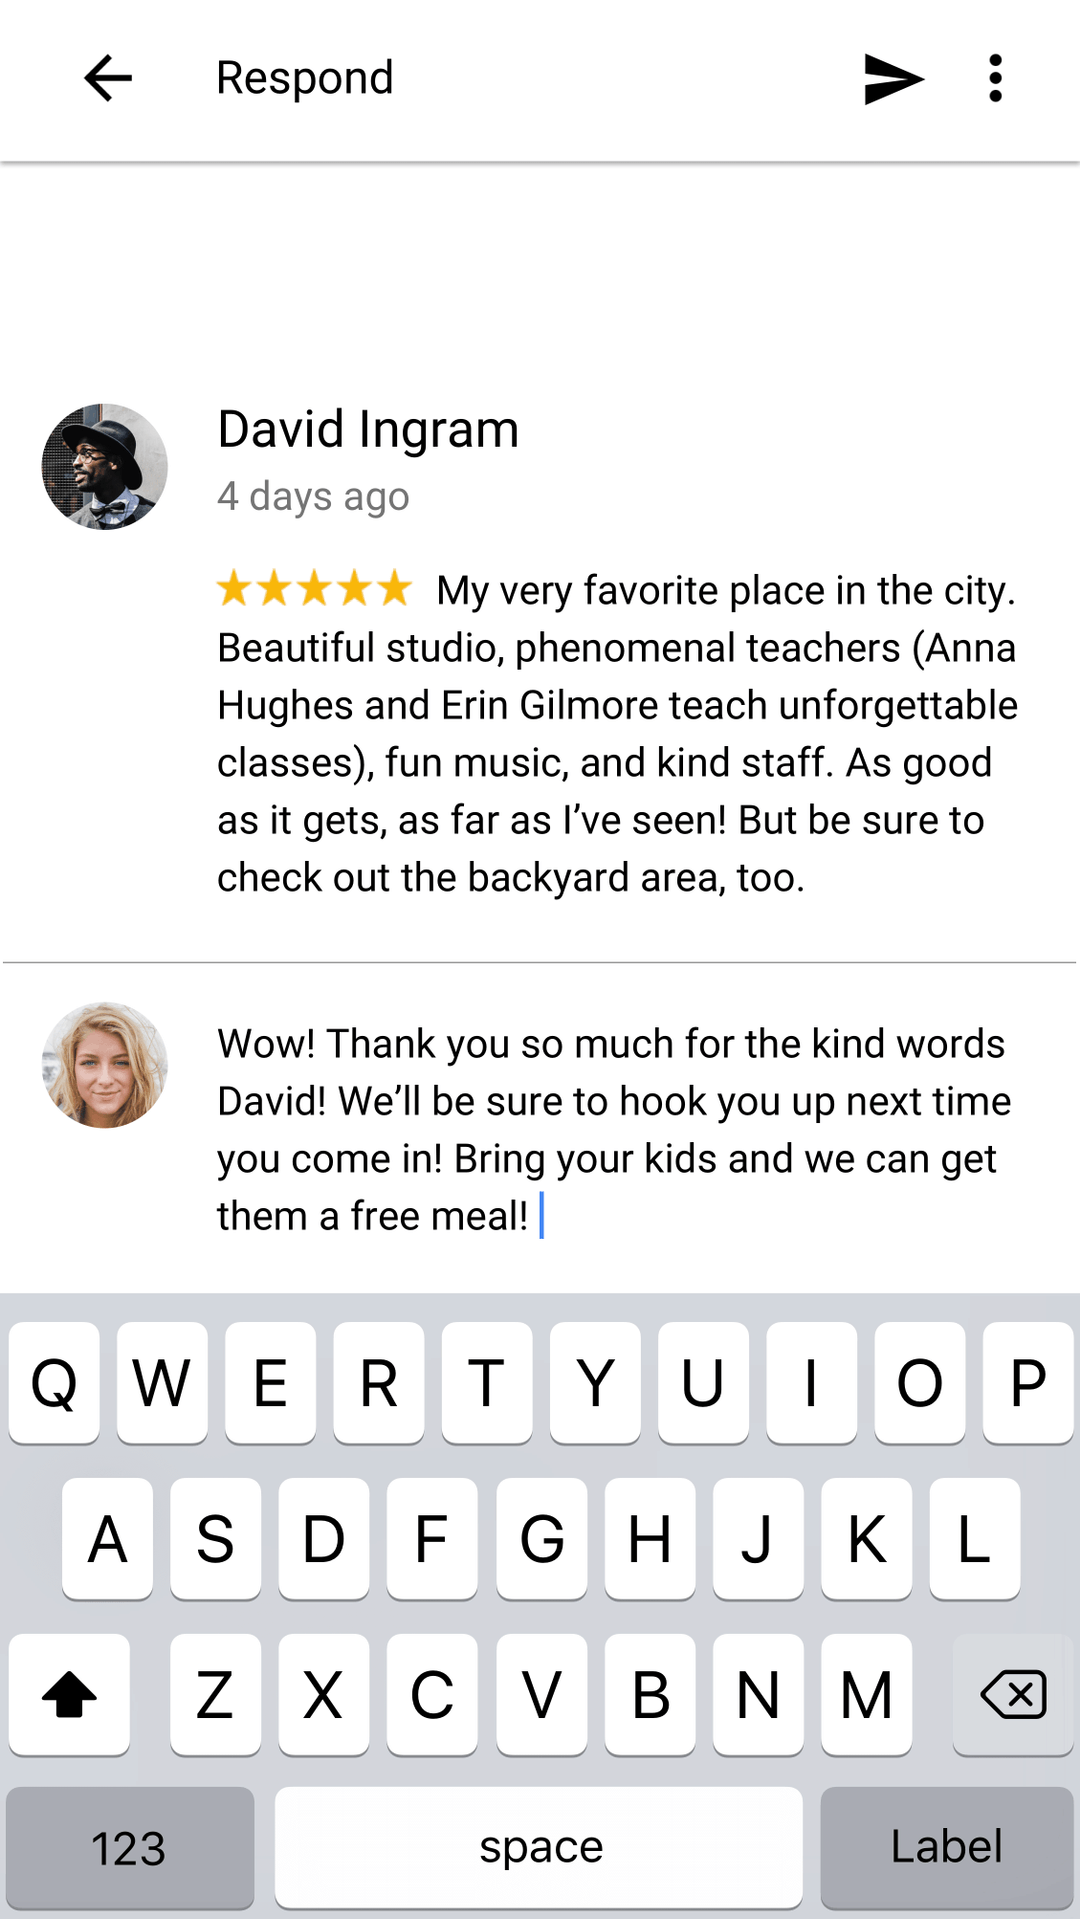 Respond
David Ingram
4 days ago
★★★★★ My very favorite place in the city.
Beautiful studio, phenomenal teachers (Anna
Hughes and Erin Gilmore teach unforgettable
classes), fun music, and kind staff. As good
as it gets, as far as I’ve seen! But be sure to
check out the backyard area, too.
Wow! Thank you so much for the kind words
David! We’ll be sure to hook you up next time
you come in! Bring your kids and we can get
them a free meal!
Q W E R T Y U I O P
A S D F G H J K L
Z X C V B N M
123 space Label